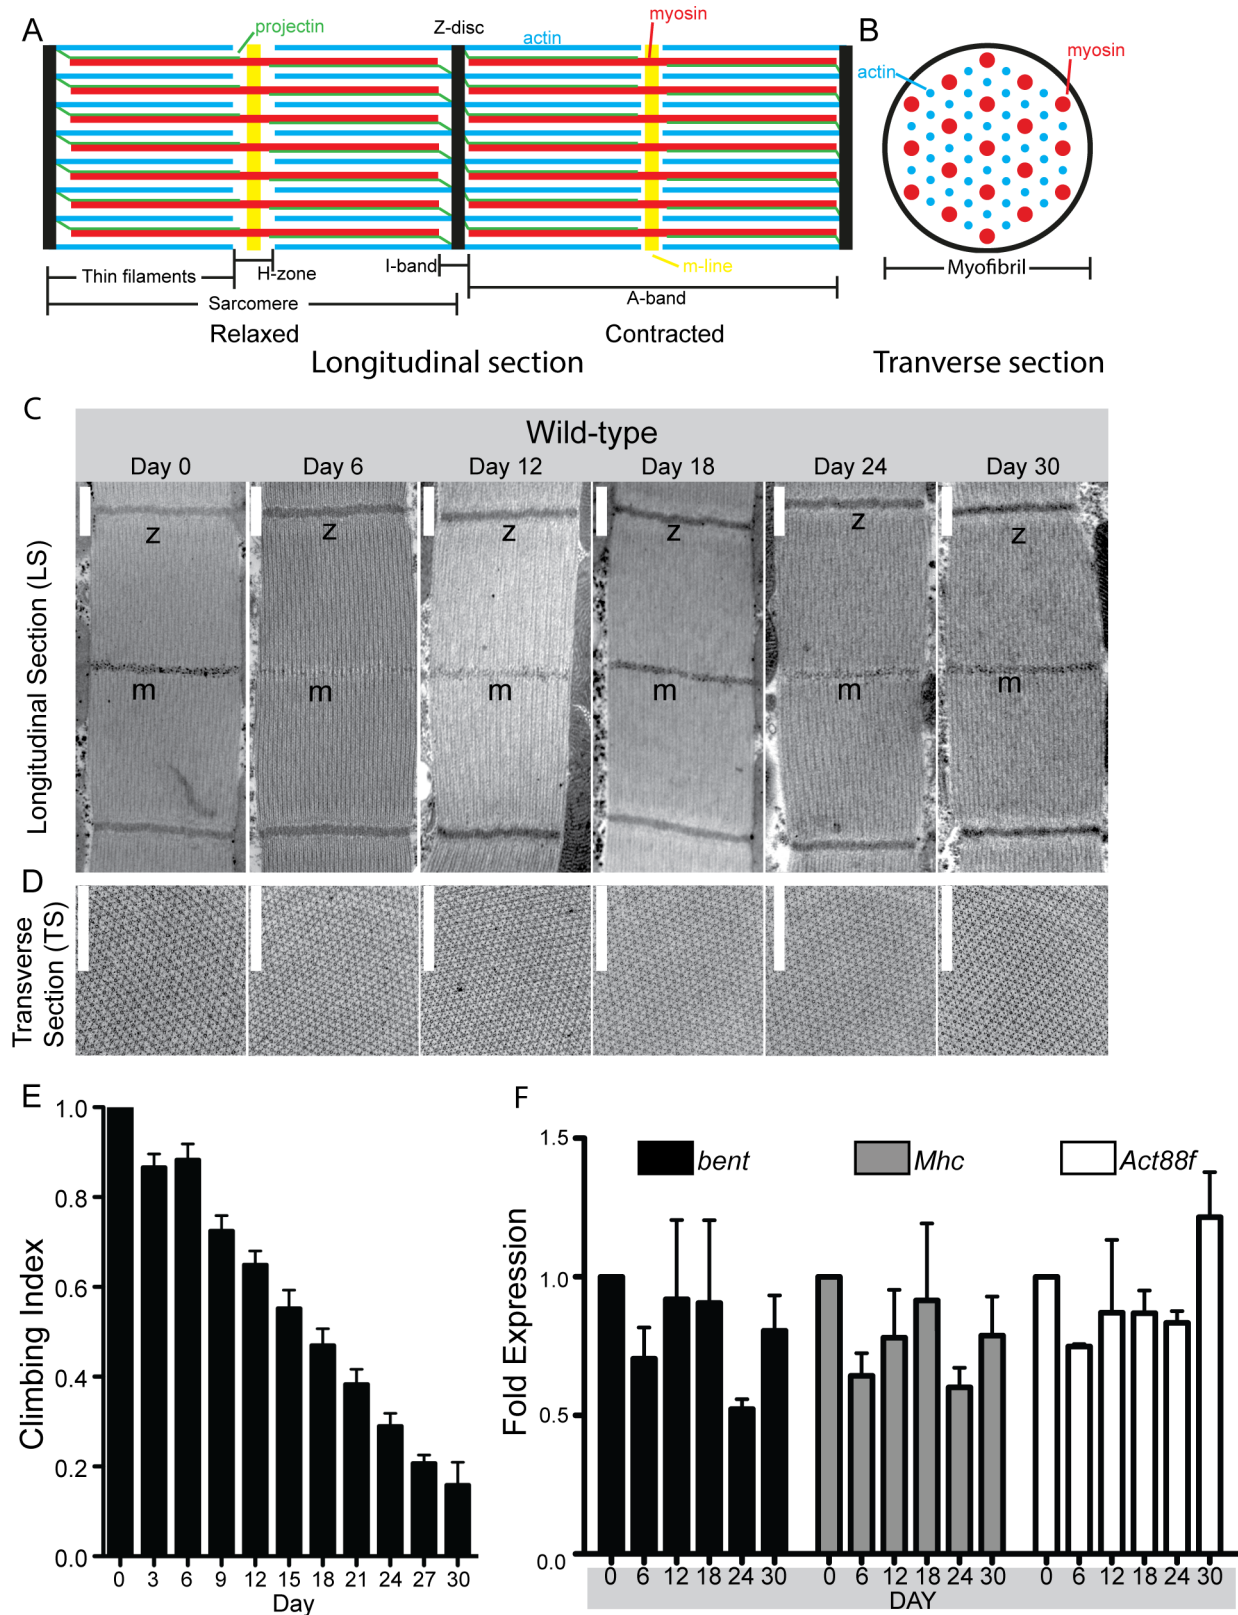 A
projectin
actin
Z-disc
myosin
B
actin
myosin
Thin filaments
H-zone
I-band
m-line
A-band
Sarcomere
Relaxed
Contracted
Myofibril
Longitudinal section
Tranverse section
C
Wild-type
Day 0 Day 6 Day 12 Day 18 Day 24 Day 30
Longitudinal Section (LS)
z z z z z z
m m m m m m
D
Transverse
Section (TS)
E
Climbing Index
1.0
0.8
0.6
0.4
0.2
0.0
0 3 6 9 12 15 18 21 24 27 30
Day
F
Fold Expression
1.5
1.0
0.5
0.0
bent Mhc Act88f
0 6 12 18 24 30 0 6 12 18 24 30 0 6 12 18 24 30
DAY